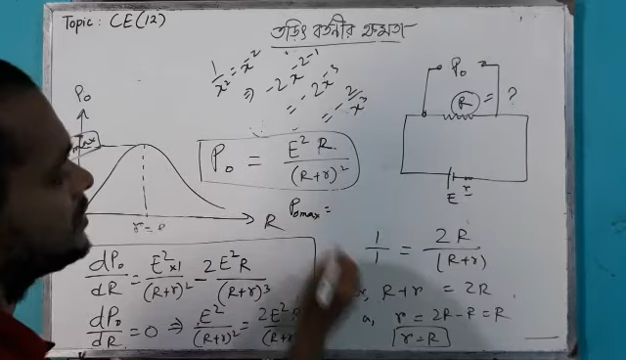 Topic: CE(12)
তড়িৎ বর্তনীর ক্ষমতা
1/x² = x⁻²
⇒ -2x⁻²⁻¹
= -2x⁻³
= -2/x³
P₀
R
P₀ = E²R/(R+r)²
P₀max =
P₀
R = ?
E r
dP₀/dR = E²×1/(R+r)² - 2E²R/(R+r)³
dP₀/dR = 0 ⇒ E²/(R+r)² = 2E²R
1/1 = 2R/(R+r)
R+r = 2R
r = 2R-R = R
r=R